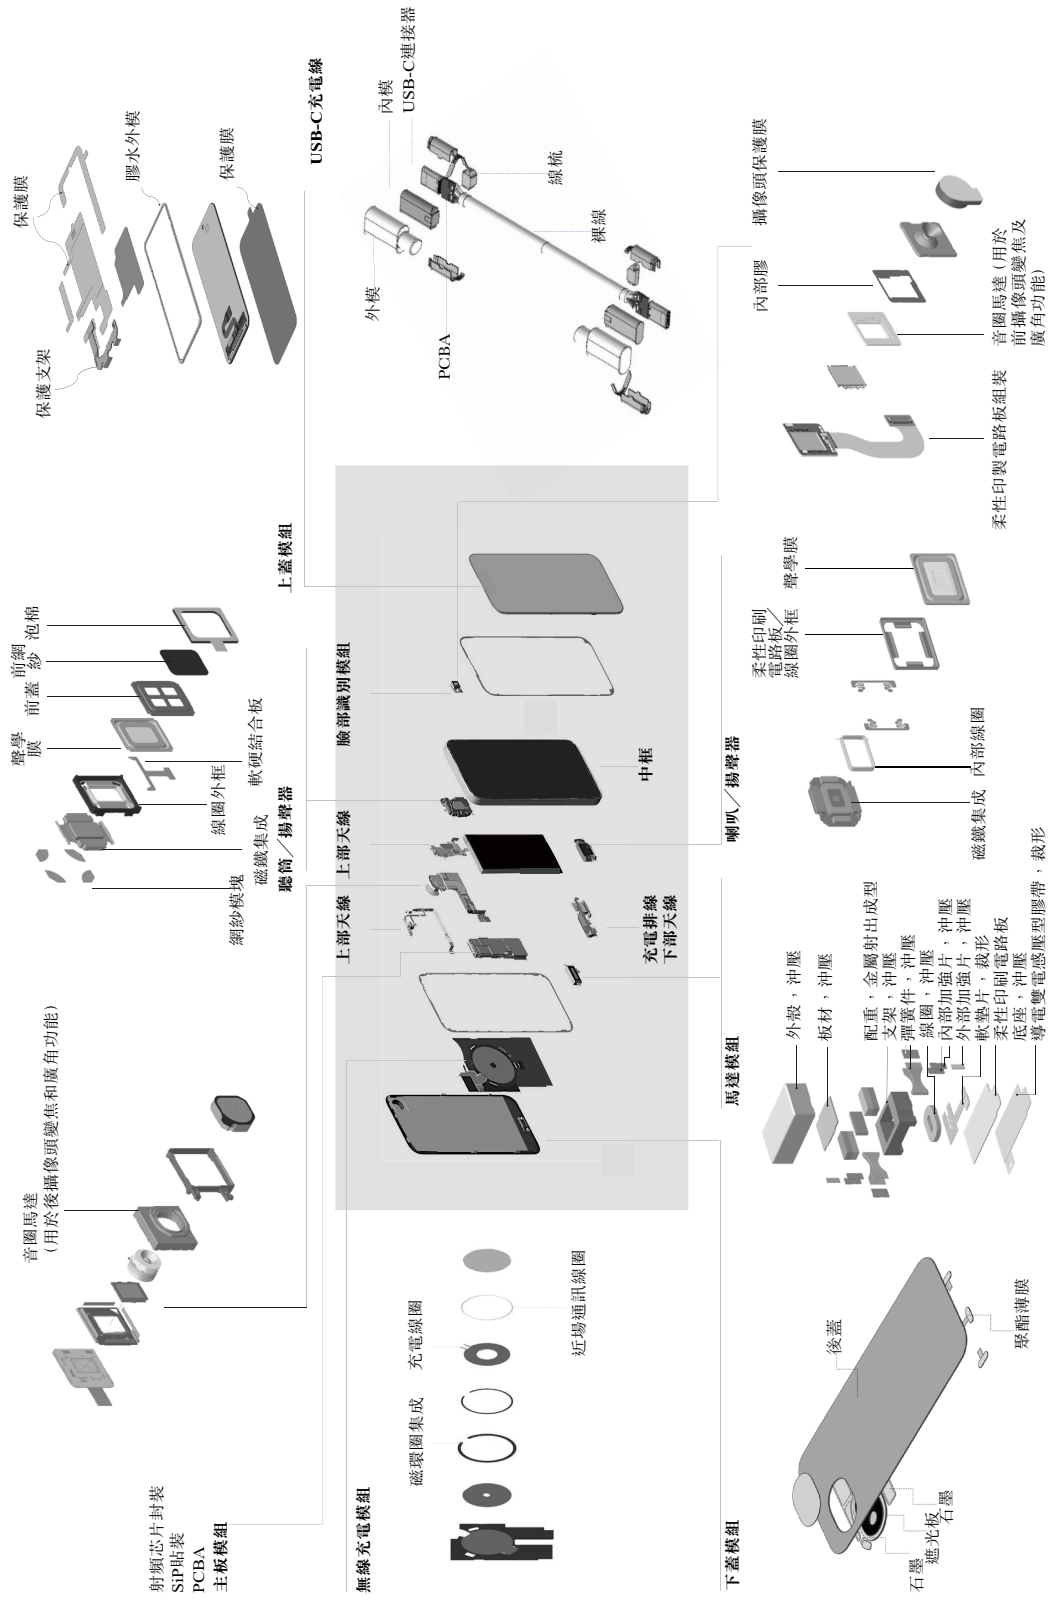 射頻芯片封裝
SiP貼裝
PCBA
主板模組
音圈馬達
(用於後攝像頭變焦和廣角功能)
網紗模塊
磁鐵集成
聽筒／揚聲器
線圈外框
軟硬結合板
聲學
膜
前蓋
前網
紗
泡棉
上蓋模組
保護支架
保護膜
膠水外模
保護膜
USB-C充電線
無線充電模組
磁環圈集成
充電線圈
近場通訊線圈
上部天線
上部天線
臉部識別模組
充電排線
下部天線
中框
PCBA
外模
內模
USB-C連接器
裸線
線梳
下蓋模組
馬達模組
喇叭／揚聲器
石墨
遮光板
石墨
後蓋
聚酯薄膜
外殼，沖壓
板材，沖壓
配重，金屬射出成型
支架，沖壓
彈簧件，沖壓
線圈，沖壓
內部加強片，沖壓
外部加強片，沖壓
軟墊片，裁形
柔性印刷電路板
底座，沖壓
導電雙電感壓型膠帶，裁形
磁鐵集成
內部線圈
柔性印刷
電路板／
線圈外框
聲學膜
柔性印製電路板組裝
內部膠
音圈馬達 (用於
前攝像頭變焦及
廣角功能)
攝像頭保護膜